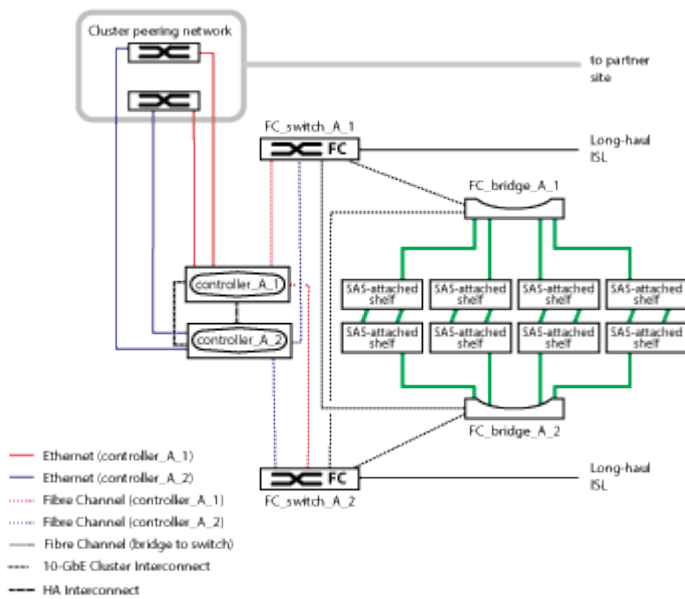 Cluster peering network
to partner
site
FC_switch_A_1
FC
Long-haul
ISL
FC_bridge_A_1
controller_A_1
SAS-attached
shelf
SAS-attached
shelf
SAS-attached
shelf
SAS-attached
shelf
controller_A_2
SAS-attached
shelf
SAS-attached
shelf
SAS-attached
shelf
SAS-attached
shelf
FC_bridge_A_2
FC
FC_switch_A_2
Long-haul
ISL
Ethernet (controller_A_1)
Ethernet (controller_A_2)
Fibre Channel (controller_A_1)
Fibre Channel (controller_A_2)
Fibre Channel (bridge to switch)
10-GbE Cluster Interconnect
HA Interconnect